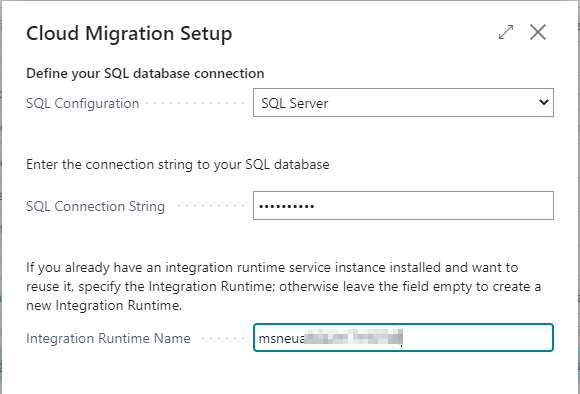 Cloud Migration Setup
Define your SQL database connection
SQL Configuration
SQL Server
Enter the connection string to your SQL database
SQL Connection String
••••••••••
If you already have an integration runtime service instance installed and want to
reuse it, specify the Integration Runtime; otherwise leave the field empty to create a
new Integration Runtime.
Integration Runtime Name